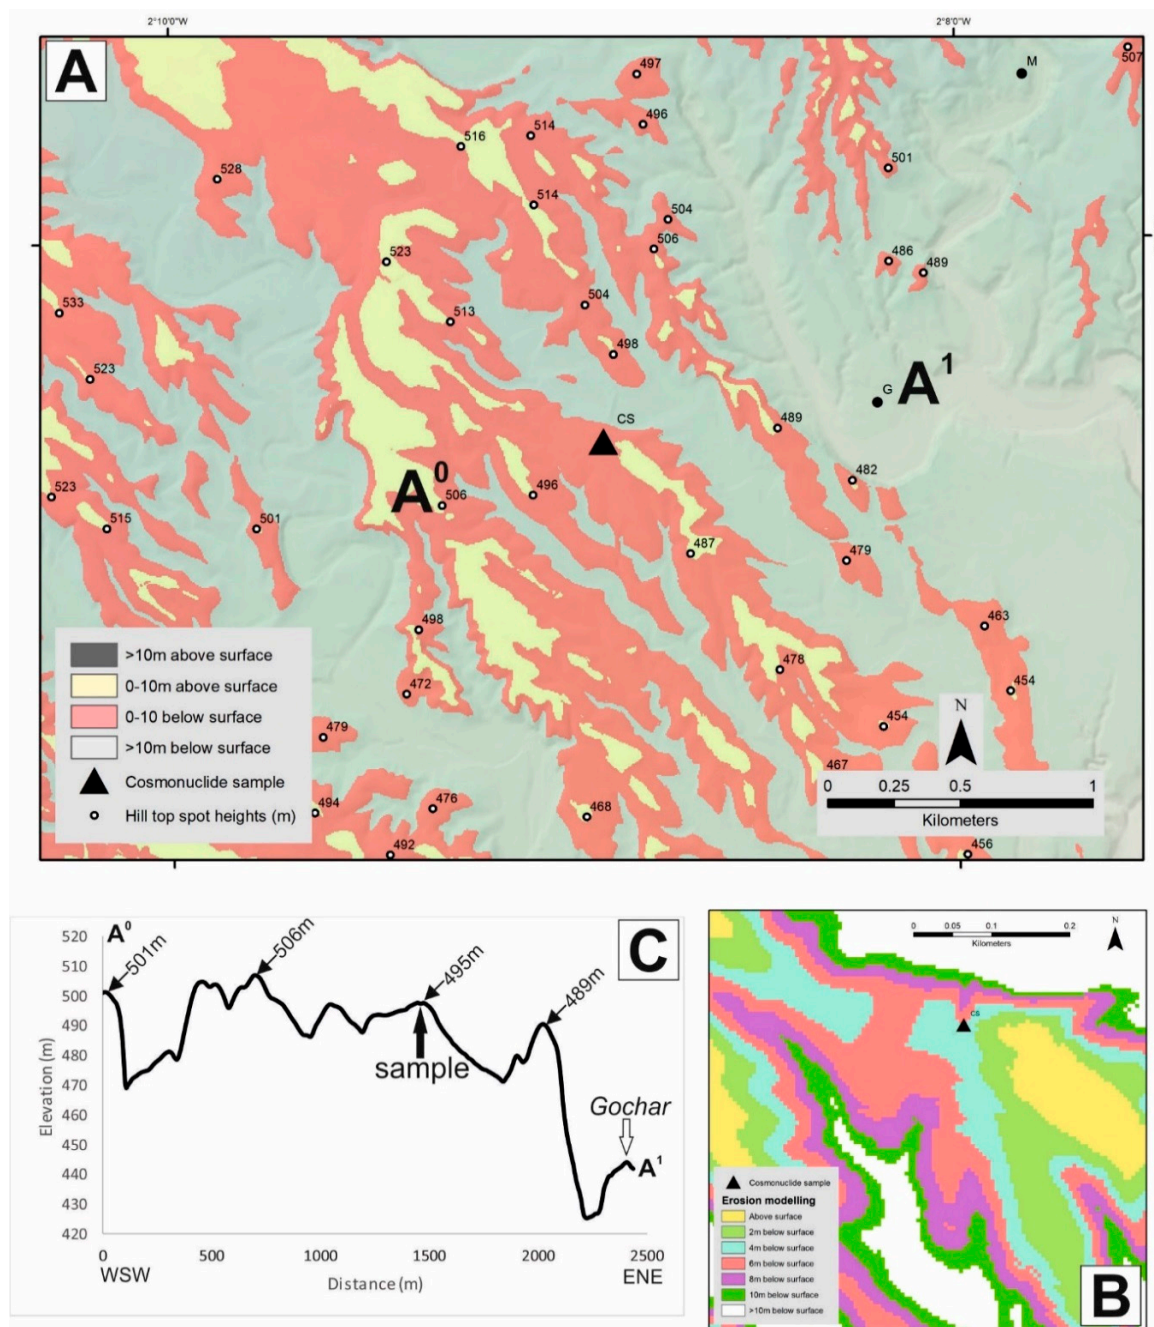 2°10'0"W
2°8'0"W
A
497
M
507
496
516
514
501
528
514
504
506
486
489
523
533
504
513
498
523
A1
G
CS
489
A0
482
523
506
496
515
501
487
479
463
498
478
454
472
454
N
479
467
494
476
468
492
456
>10m above surface
0-10m above surface
0-10 below surface
>10m below surface
Cosmonuclide sample
Hill top spot heights (m)
0 0.25 0.5 1
Kilometers
C
A0
501m
506m
495m
489m
sample
Gochar
A1
Elevation (m)
520
510
500
490
480
470
460
450
440
430
420
0 500 1000 1500 2000 2500
WSW
Distance (m)
ENE
0 0.05 0.1 0.2
Kilometers
N
CS
Cosmonuclide sample
Erosion modelling
Above surface
2m below surface
4m below surface
6m below surface
8m below surface
10m below surface
>10m below surface
B